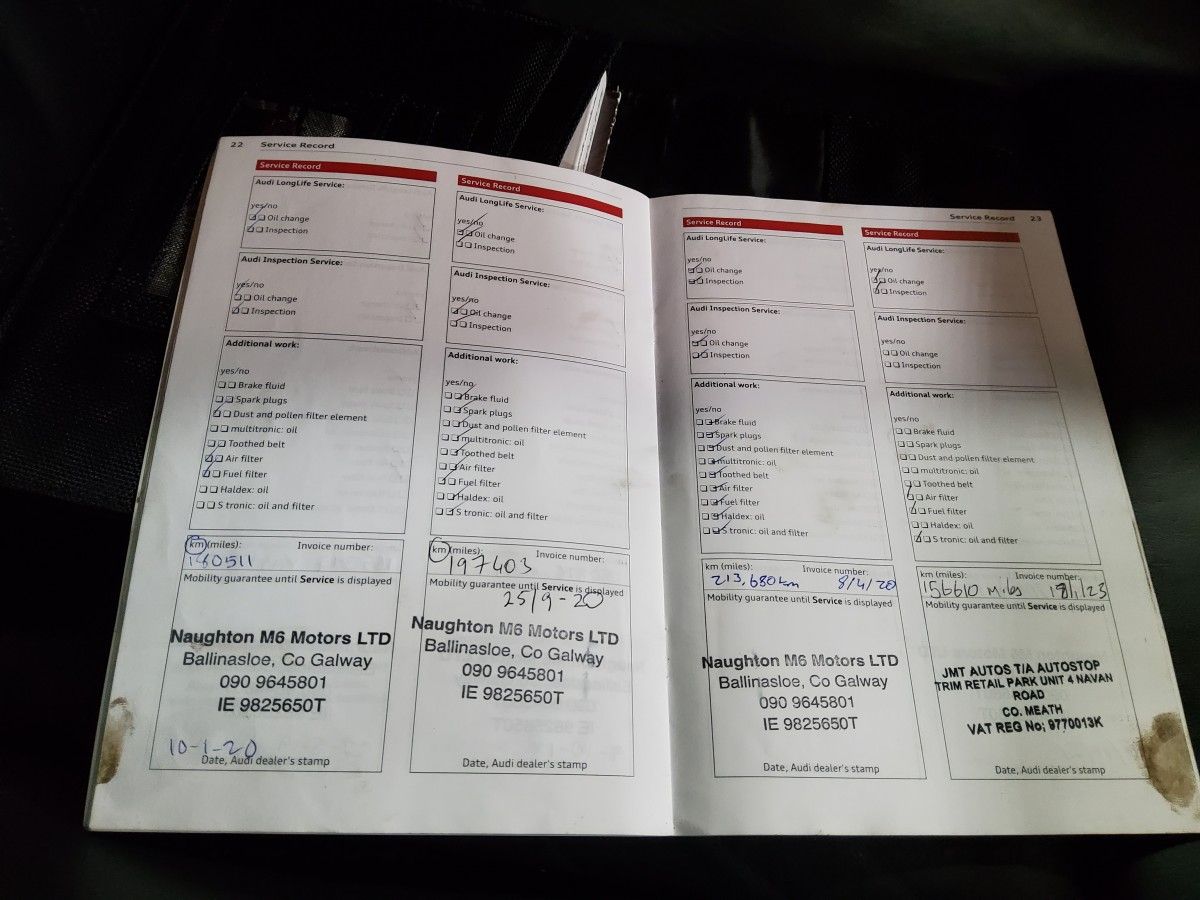 22 Service Record
Service Record
Audi LongLife Service:
yes/no
Oil change
Inspection
Audi Inspection Service:
yes/no
Oil change
Inspection
Additional work:
yes/no
Brake fluid
Spark plugs
Dust and pollen filter element
multitronic: oil
Toothed belt
Air filter
Fuel filter
Haldex: oil
S tronic: oil and filter
km (miles): Invoice number:
180511
Mobility guarantee until Service is displayed
Naughton M6 Motors LTD
Ballinasloe, Co Galway
090 9645801
IE 9825650T
10-1-20
Date, Audi dealer's stamp
Service Record
Audi LongLife Service:
yes/no
Oil change
Inspection
Audi Inspection Service:
yes/no
Oil change
Inspection
Additional work:
yes/no
Brake fluid
Spark plugs
Dust and pollen filter element
multitronic: oil
Toothed belt
Air filter
Fuel filter
Haldex: oil
S tronic: oil and filter
km (miles): Invoice number:
197403
Mobility guarantee until Service is displayed
25/9-20
Naughton M6 Motors LTD
Ballinasloe, Co Galway
090 9645801
IE 9825650T
Date, Audi dealer's stamp
Service Record 23
Service Record
Audi LongLife Service:
yes/no
Oil change
Inspection
Audi Inspection Service:
yes/no
Oil change
Inspection
Additional work:
yes/no
Brake fluid
Spark plugs
Dust and pollen filter element
multitronic: oil
Toothed belt
Air filter
Fuel filter
Haldex: oil
S tronic: oil and filter
km (miles): Invoice number:
213,680km 8/4/20
Mobility guarantee until Service is displayed
Naughton M6 Motors LTD
Ballinasloe, Co Galway
090 9645801
IE 9825650T
Date, Audi dealer's stamp
Service Record
Audi LongLife Service:
yes/no
Oil change
Inspection
Audi Inspection Service:
yes/no
Oil change
Inspection
Additional work:
yes/no
Brake fluid
Spark plugs
Dust and pollen filter element
multitronic: oil
Toothed belt
Air filter
Fuel filter
Haldex: oil
S tronic: oil and filter
km (miles): Invoice number:
156610 miles 18/1/23
Mobility guarantee until Service is displayed
JMT AUTOS T/A AUTOSTOP
TRIM RETAIL PARK UNIT 4 NAVAN
ROAD
CO. MEATH
VAT REG No; 9770013K
Date, Audi dealer's stamp